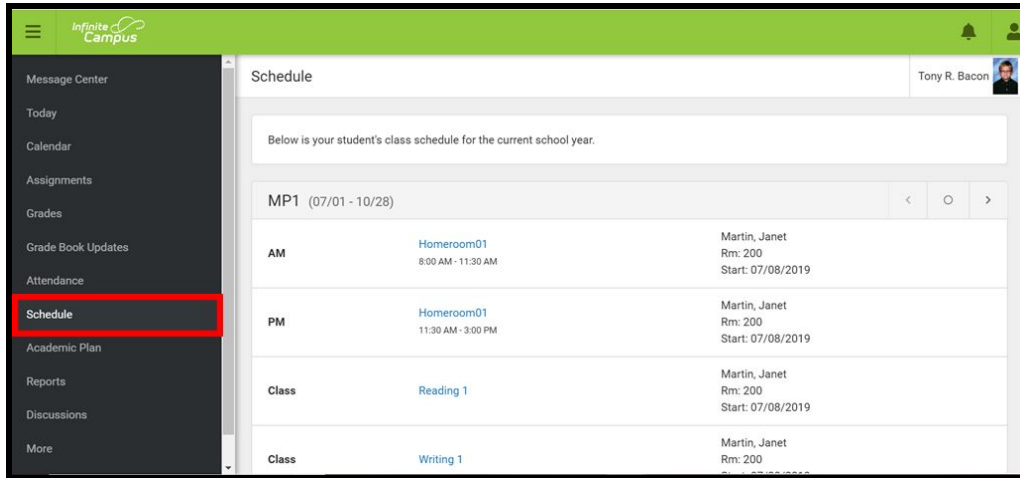 Infinite
Campus
Message Center
Today
Calendar
Assignments
Grades
Grade Book Updates
Attendance
Schedule
Academic Plan
Reports
Discussions
More
Schedule
Tony R. Bacon
Below is your student's class schedule for the current school year.
MP1 (07/01 - 10/28)
AM
Homeroom01
8:00 AM - 11:30 AM
Martin, Janet
Rm: 200
Start: 07/08/2019
PM
Homeroom01
11:30 AM - 3:00 PM
Martin, Janet
Rm: 200
Start: 07/08/2019
Class
Reading 1
Martin, Janet
Rm: 200
Start: 07/08/2019
Class
Writing 1
Martin, Janet
Rm: 200